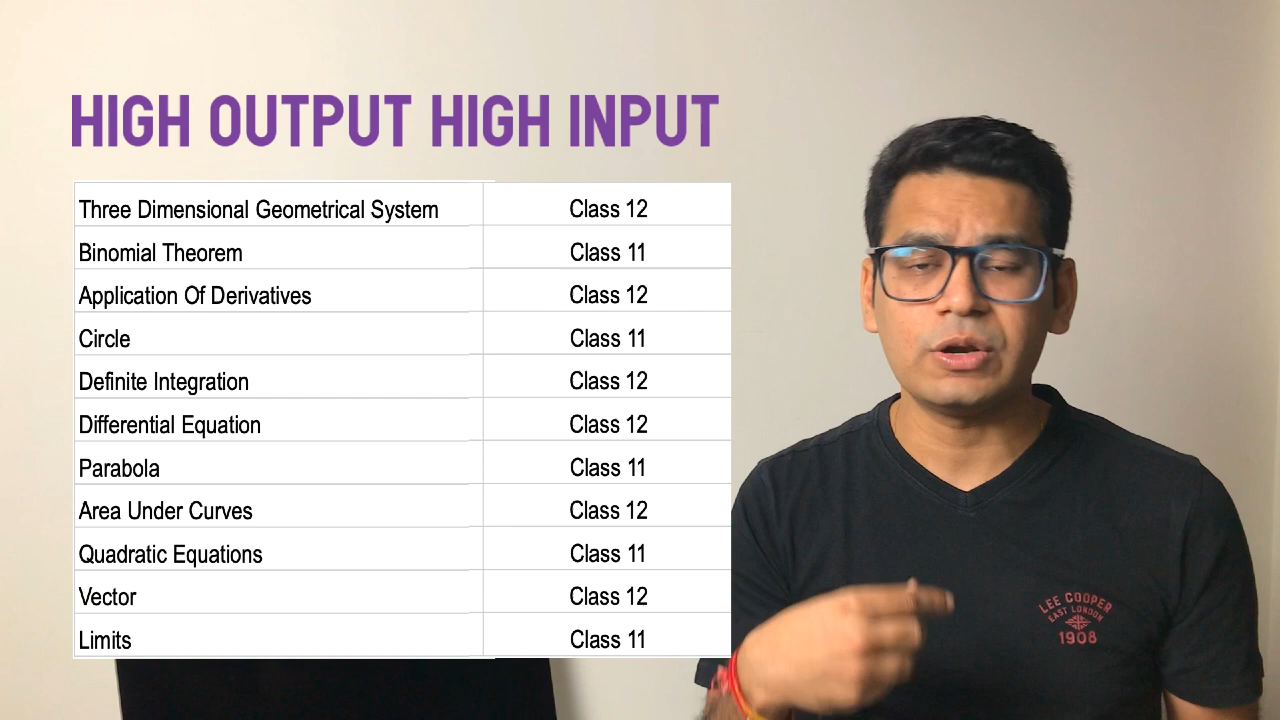 HIGH OUTPUT HIGH INPUT
Three Dimensional Geometrical System Class 12
Binomial Theorem Class 11
Application Of Derivatives Class 12
Circle Class 11
Definite Integration Class 12
Differential Equation Class 12
Parabola Class 11
Area Under Curves Class 12
Quadratic Equations Class 11
Vector Class 12
Limits Class 11
LEE COOPER
EAST LONDON
1908